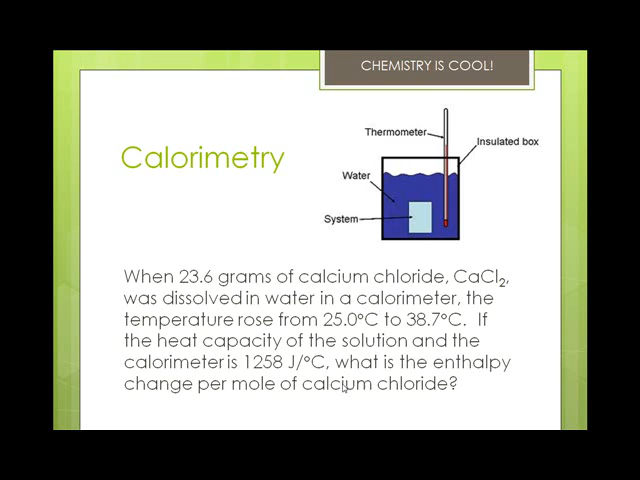 CHEMISTRY IS COOL!
Calorimetry
Thermometer
Insulated box
Water
System
When 23.6 grams of calcium chloride, CaCl₂,
was dissolved in water in a calorimeter, the
temperature rose from 25.0°C to 38.7°C. If
the heat capacity of the solution and the
calorimeter is 1258 J/°C, what is the enthalpy
change per mole of calcium chloride?